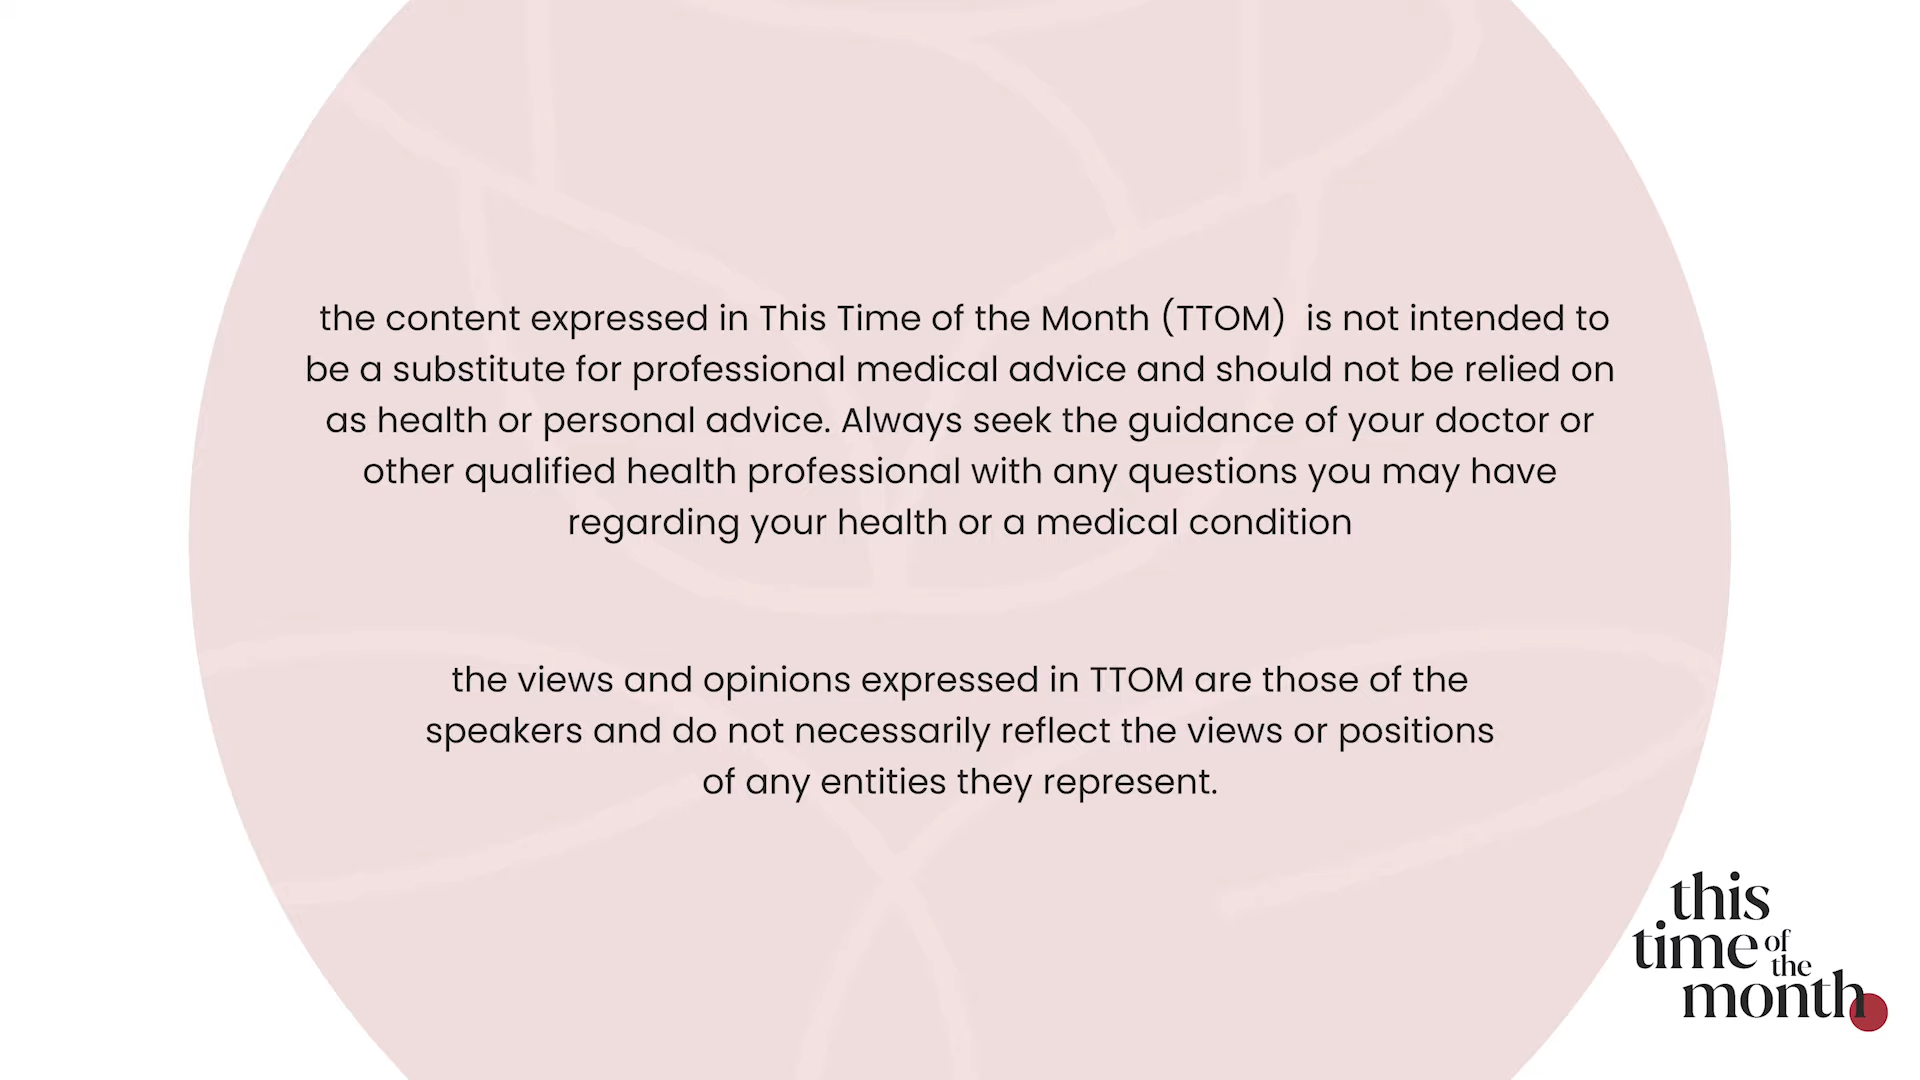 the content expressed in This Time of the Month (TTOM)  is not intended to
be a substitute for professional medical advice and should not be relied on
as health or personal advice. Always seek the guidance of your doctor or
other qualified health professional with any questions you may have
regarding your health or a medical condition
the views and opinions expressed in TTOM are those of the
speakers and do not necessarily reflect the views or positions
of any entities they represent.
this
time of
the
month